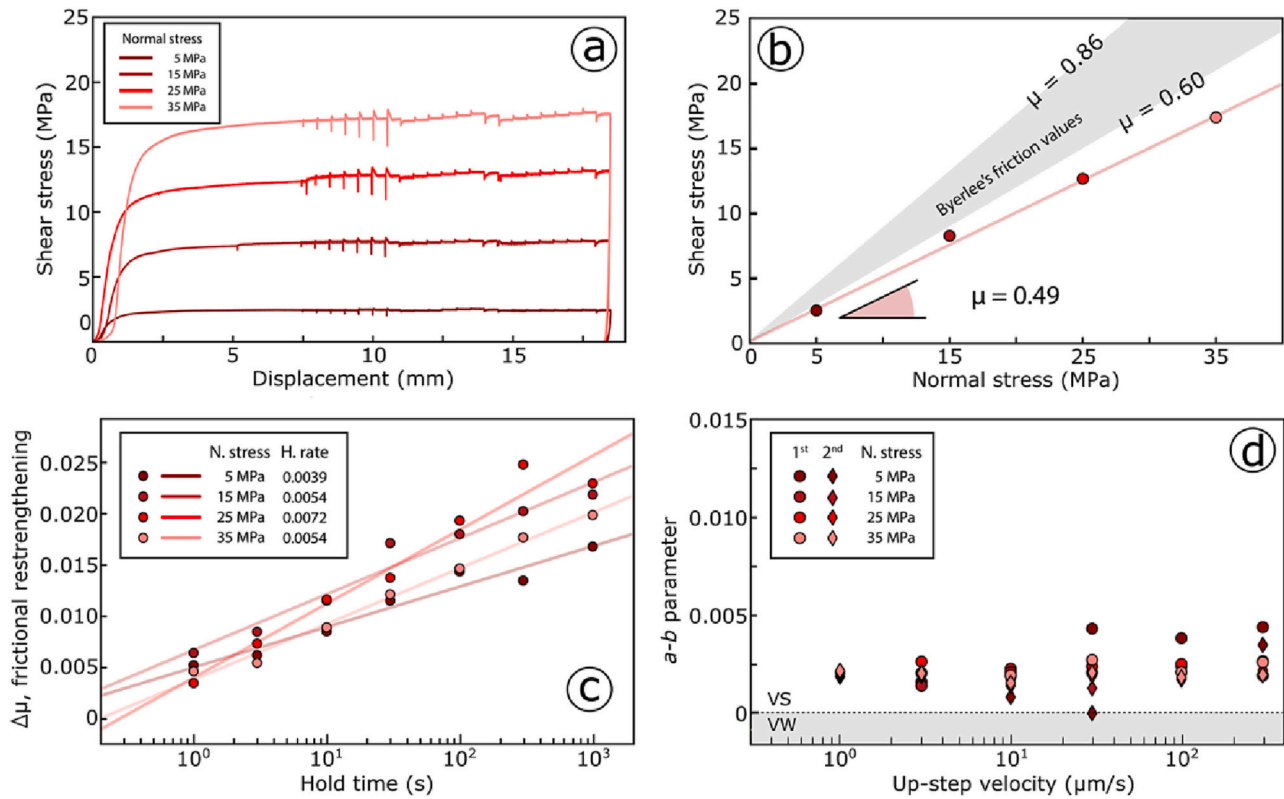 a
Normal stress
5 MPa
15 MPa
25 MPa
35 MPa
Shear stress (MPa)
25
20
15
10
5
0
0
5
10
15
Displacement (mm)
b
μ = 0.86
μ = 0.60
Byerlee's friction values
μ = 0.49
Shear stress (MPa)
25
20
15
10
5
0
0
5
15
25
35
Normal stress (MPa)
c
N. stress H. rate
5 MPa 0.0039
15 MPa 0.0054
25 MPa 0.0072
35 MPa 0.0054
Δμ, frictional restrengthening
0.025
0.020
0.015
0.010
0.005
0
10⁰
10¹
10²
10³
Hold time (s)
d
1st 2nd N. stress
5 MPa
15 MPa
25 MPa
35 MPa
a-b parameter
0.015
0.010
0.005
0
VS
VW
10⁰
10¹
10²
Up-step velocity (μm/s)